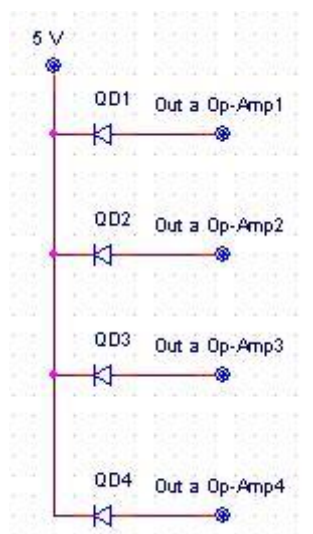 5 V
QD1 Out a Op-Amp1
QD2 Out a Op-Amp2
QD3 Out a Op-Amp3
QD4 Out a Op-Amp4